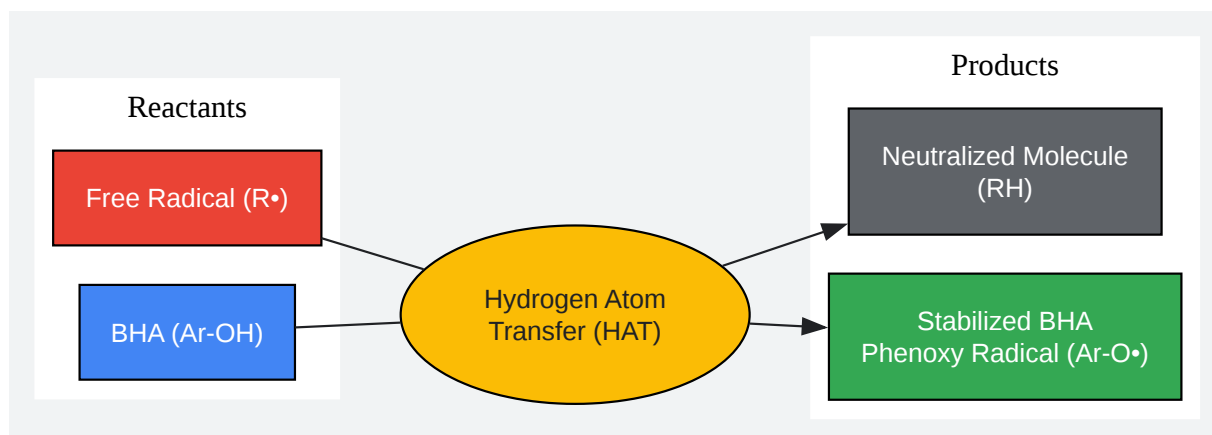 Reactants
Free Radical (R•)
BHA (Ar-OH)
Hydrogen Atom
Transfer (HAT)
Products
Neutralized Molecule
(RH)
Stabilized BHA
Phenoxy Radical (Ar-O•)